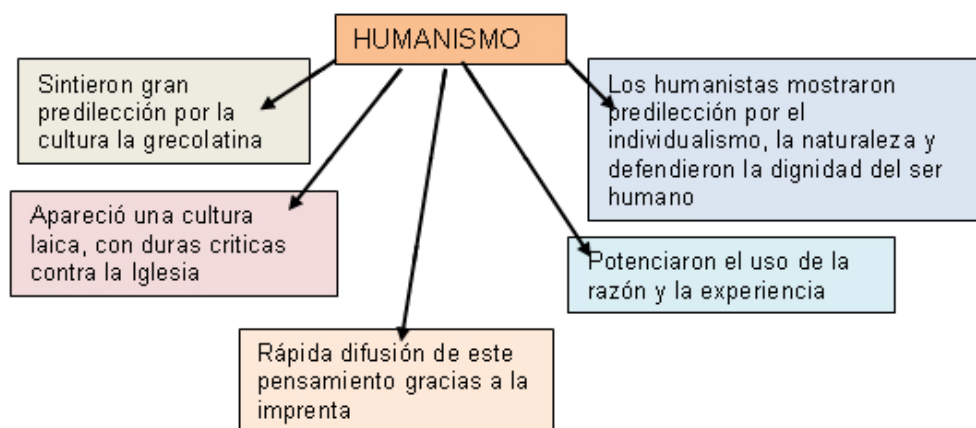 HUMANISMO
Sintieron gran
predilección por la
cultura la grecolatina
Los humanistas mostraron
predilección por el
individualismo, la naturaleza y
defendieron la dignidad del ser
humano
Apareció una cultura
laica, con duras criticas
contra la Iglesia
Potenciaron el uso de la
razón y la experiencia
Rápida difusión de este
pensamiento gracias a la
imprenta